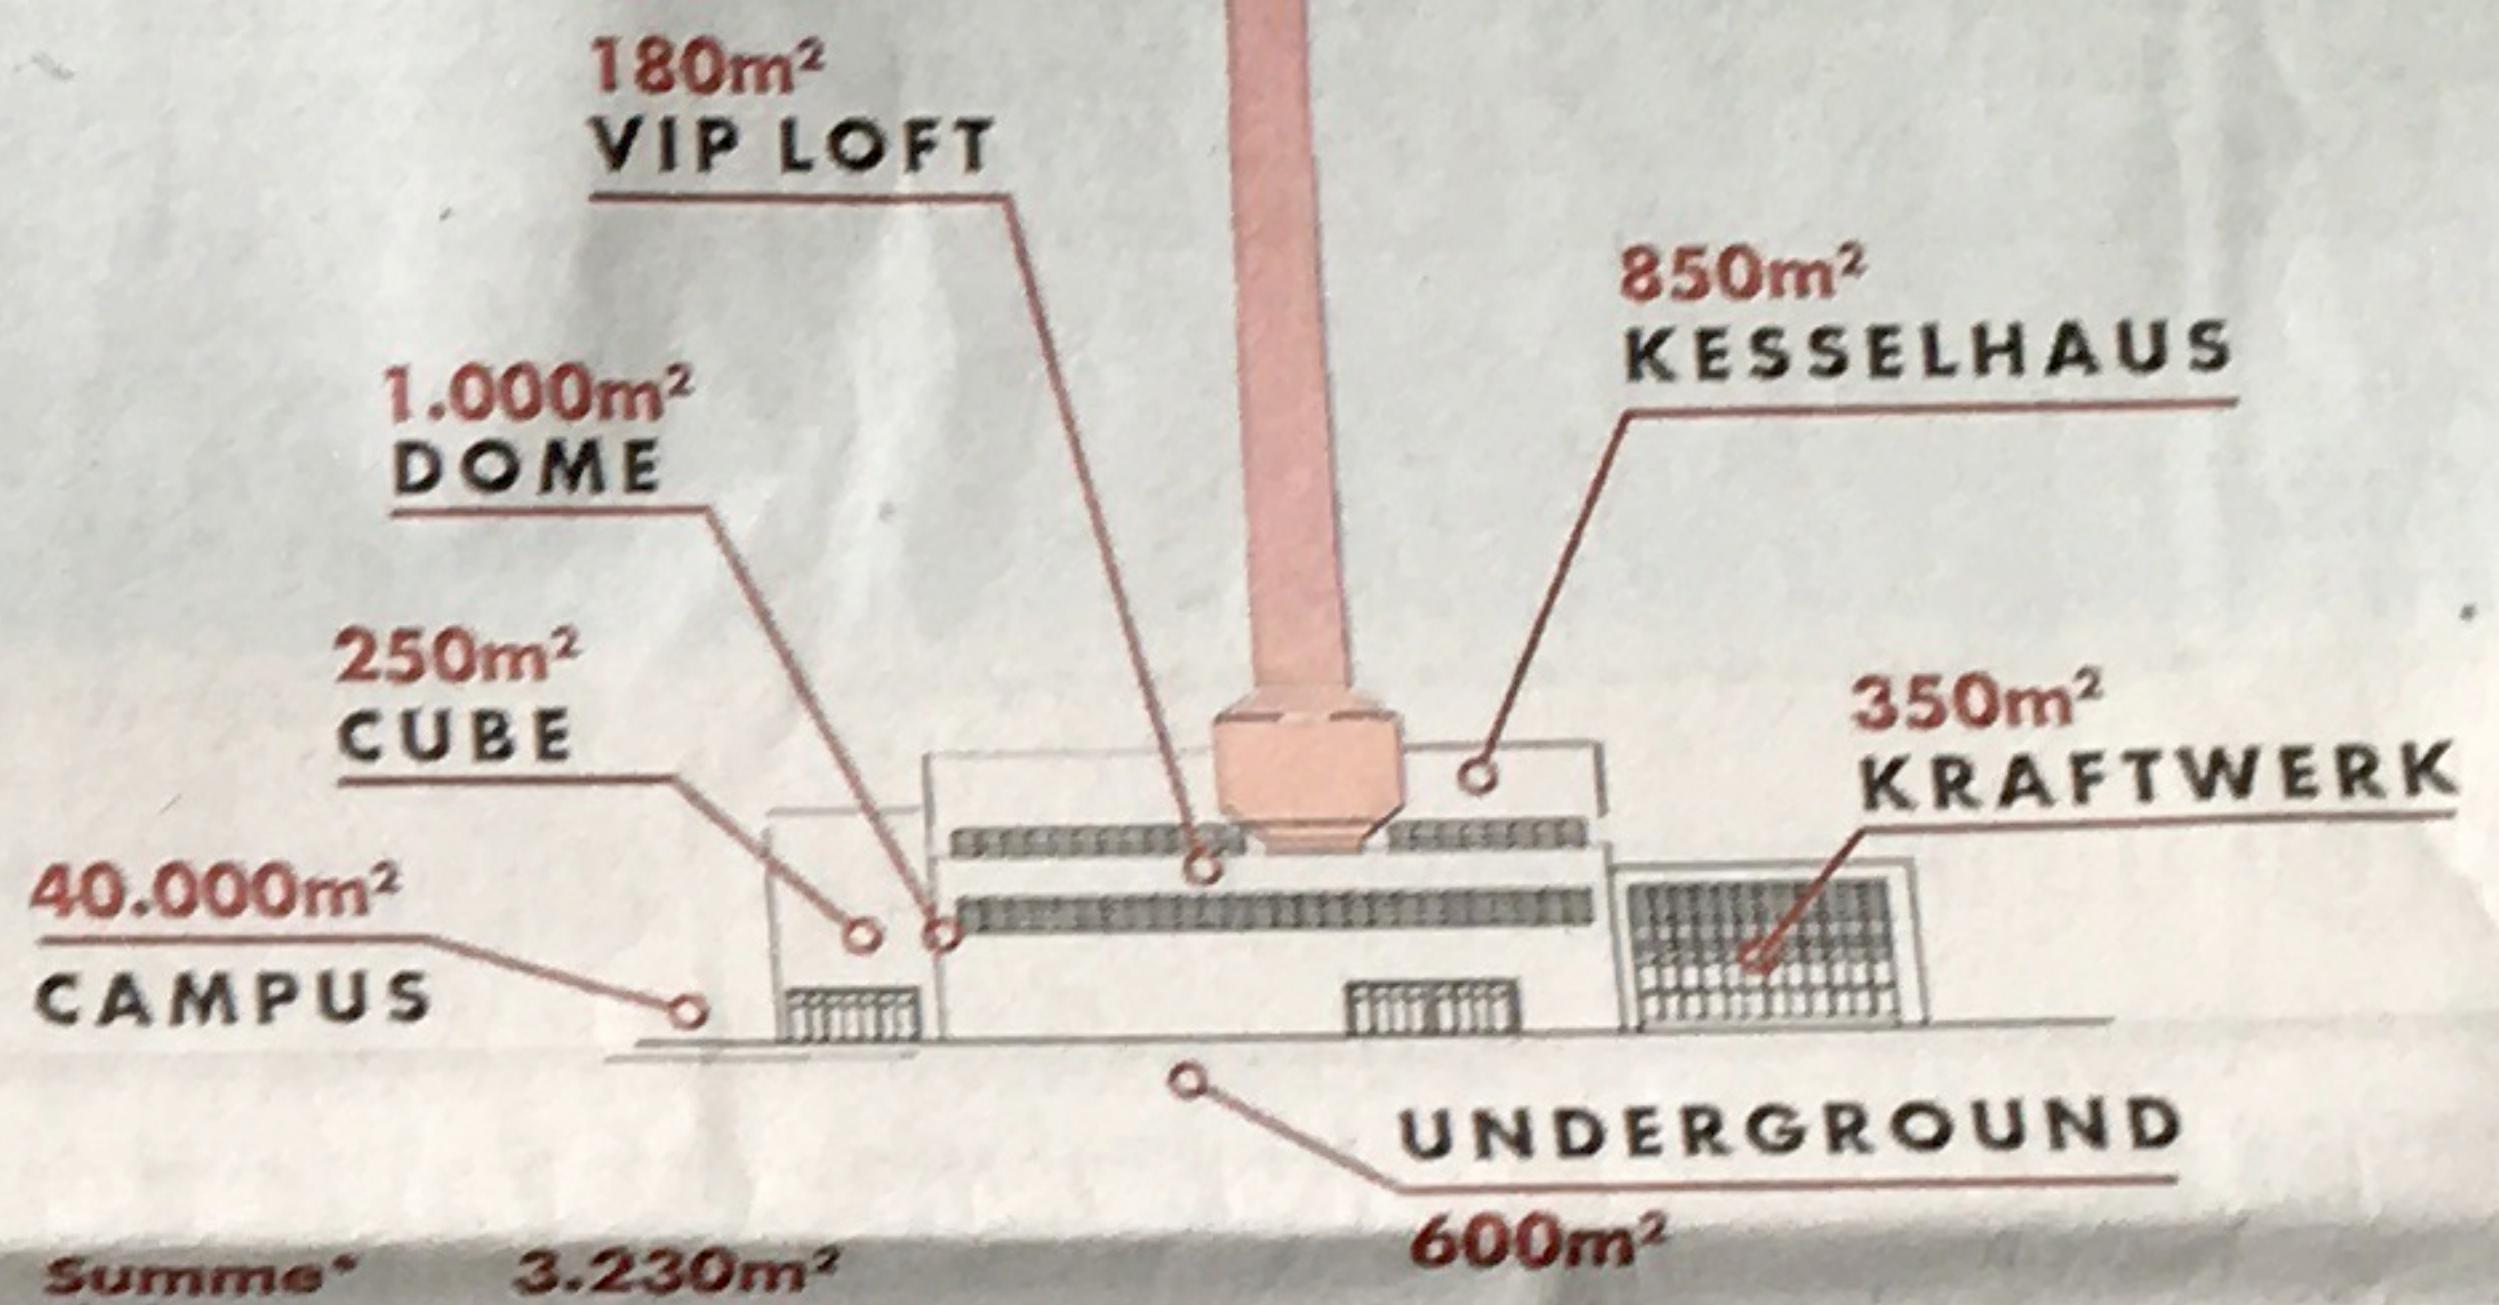 180m²
VIP LOFT
850m²
KESSELHAUS
1.000m²
DOME
250m²
CUBE
350m²
KRAFTWERK
40.000m²
CAMPUS
UNDERGROUND
600m²
Summe* 3.230m²